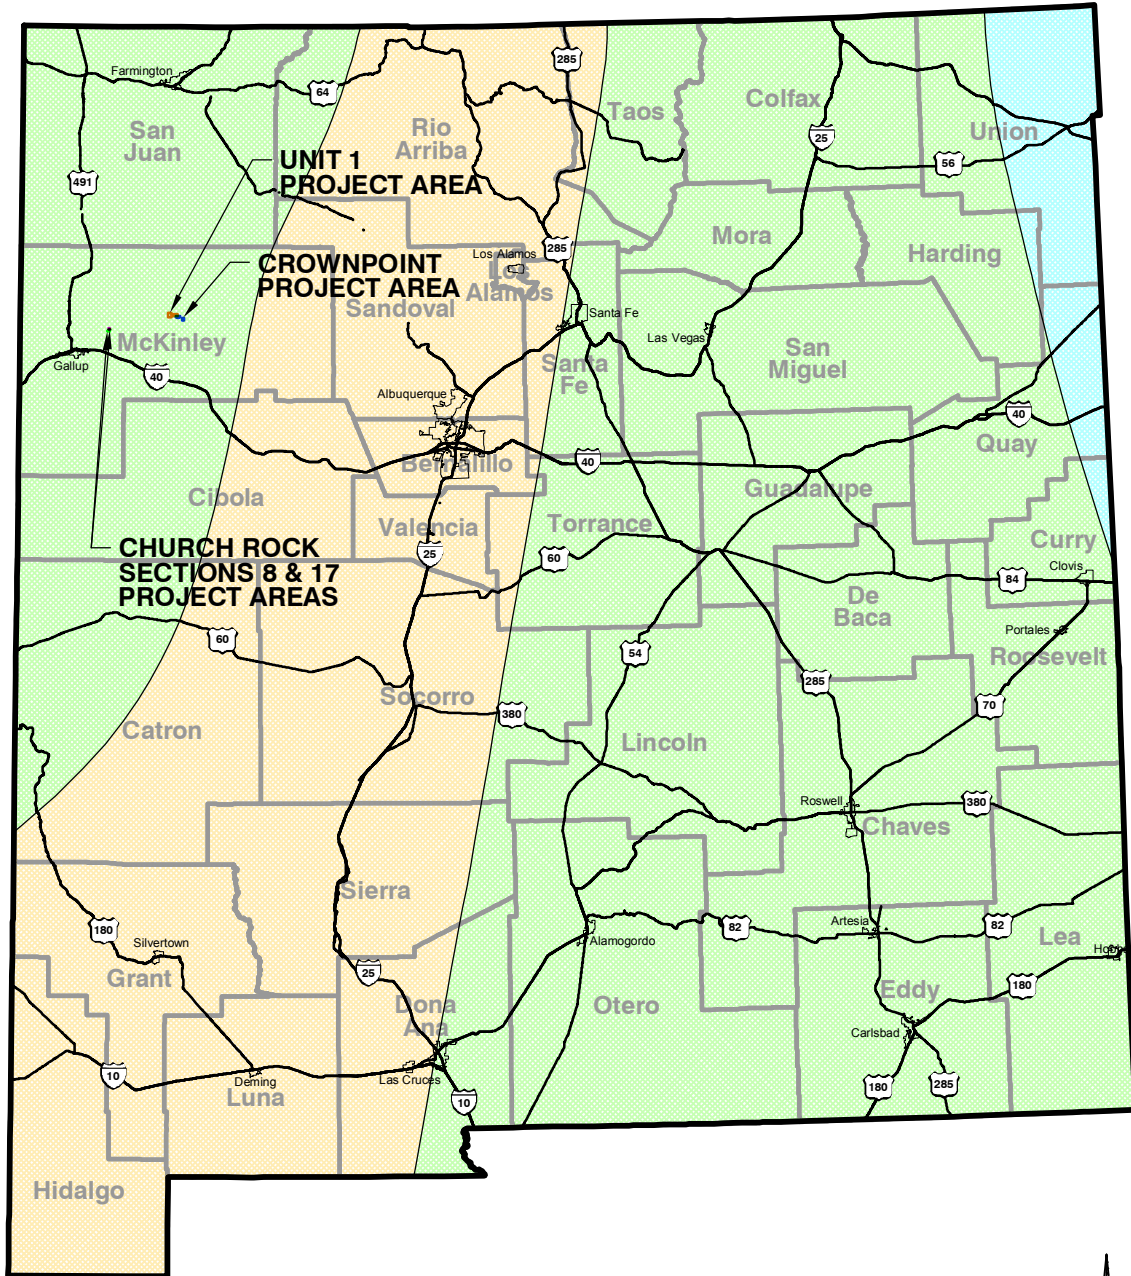 285
Farmington
64
Taos
Colfax
San
Juan
Rio
Arriba
25
Union
56
UNIT 1
PROJECT AREA
491
Mora
Harding
285
Los Alamos
CROWNPOINT
PROJECT AREA
Los
Alamos
Sandoval
Santa Fe
McKinley
Las Vegas
San
Miguel
Gallup
40
Santa
Fe
Albuquerque
40
Quay
Bernalillo
40
Cibola
Guadalupe
Valencia
Torrance
25
60
Curry
CHURCH ROCK
SECTIONS 8 & 17
PROJECT AREAS
Clovis
84
De
Baca
Portales
60
54
Roosevelt
285
Socorro
70
380
Catron
Lincoln
Roswell
380
Chaves
Sierra
180
Artesia
82
82
Silvertown
Alamogordo
Lea
Grant
25
Eddy
180
Dona
Ana
Otero
Carlsbad
10
Deming
Las Cruces
180
285
Luna
10
Hidalgo